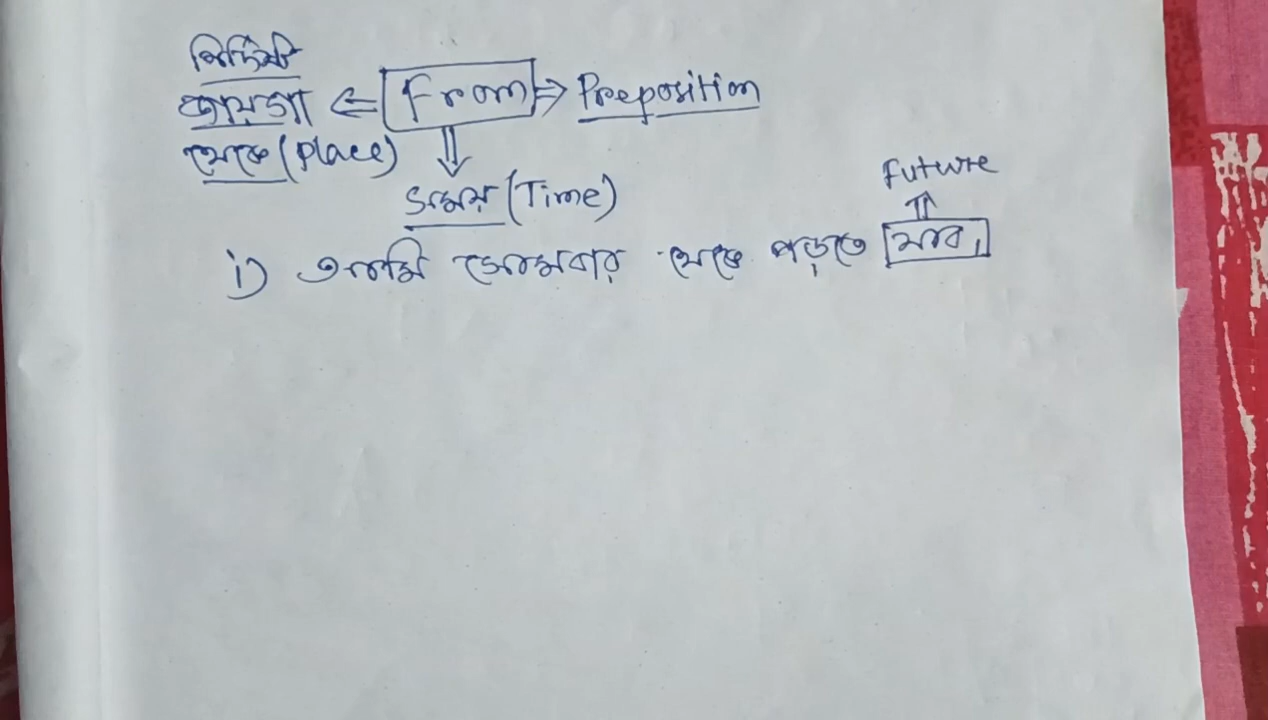 নির্দিষ্ট
জায়গা ⇐ From ⇒ Preposition
থেকে (Place) ⇓
সময় (Time)
Future
⇑
i) আমি সোমবার থেকে পড়তে যাব।